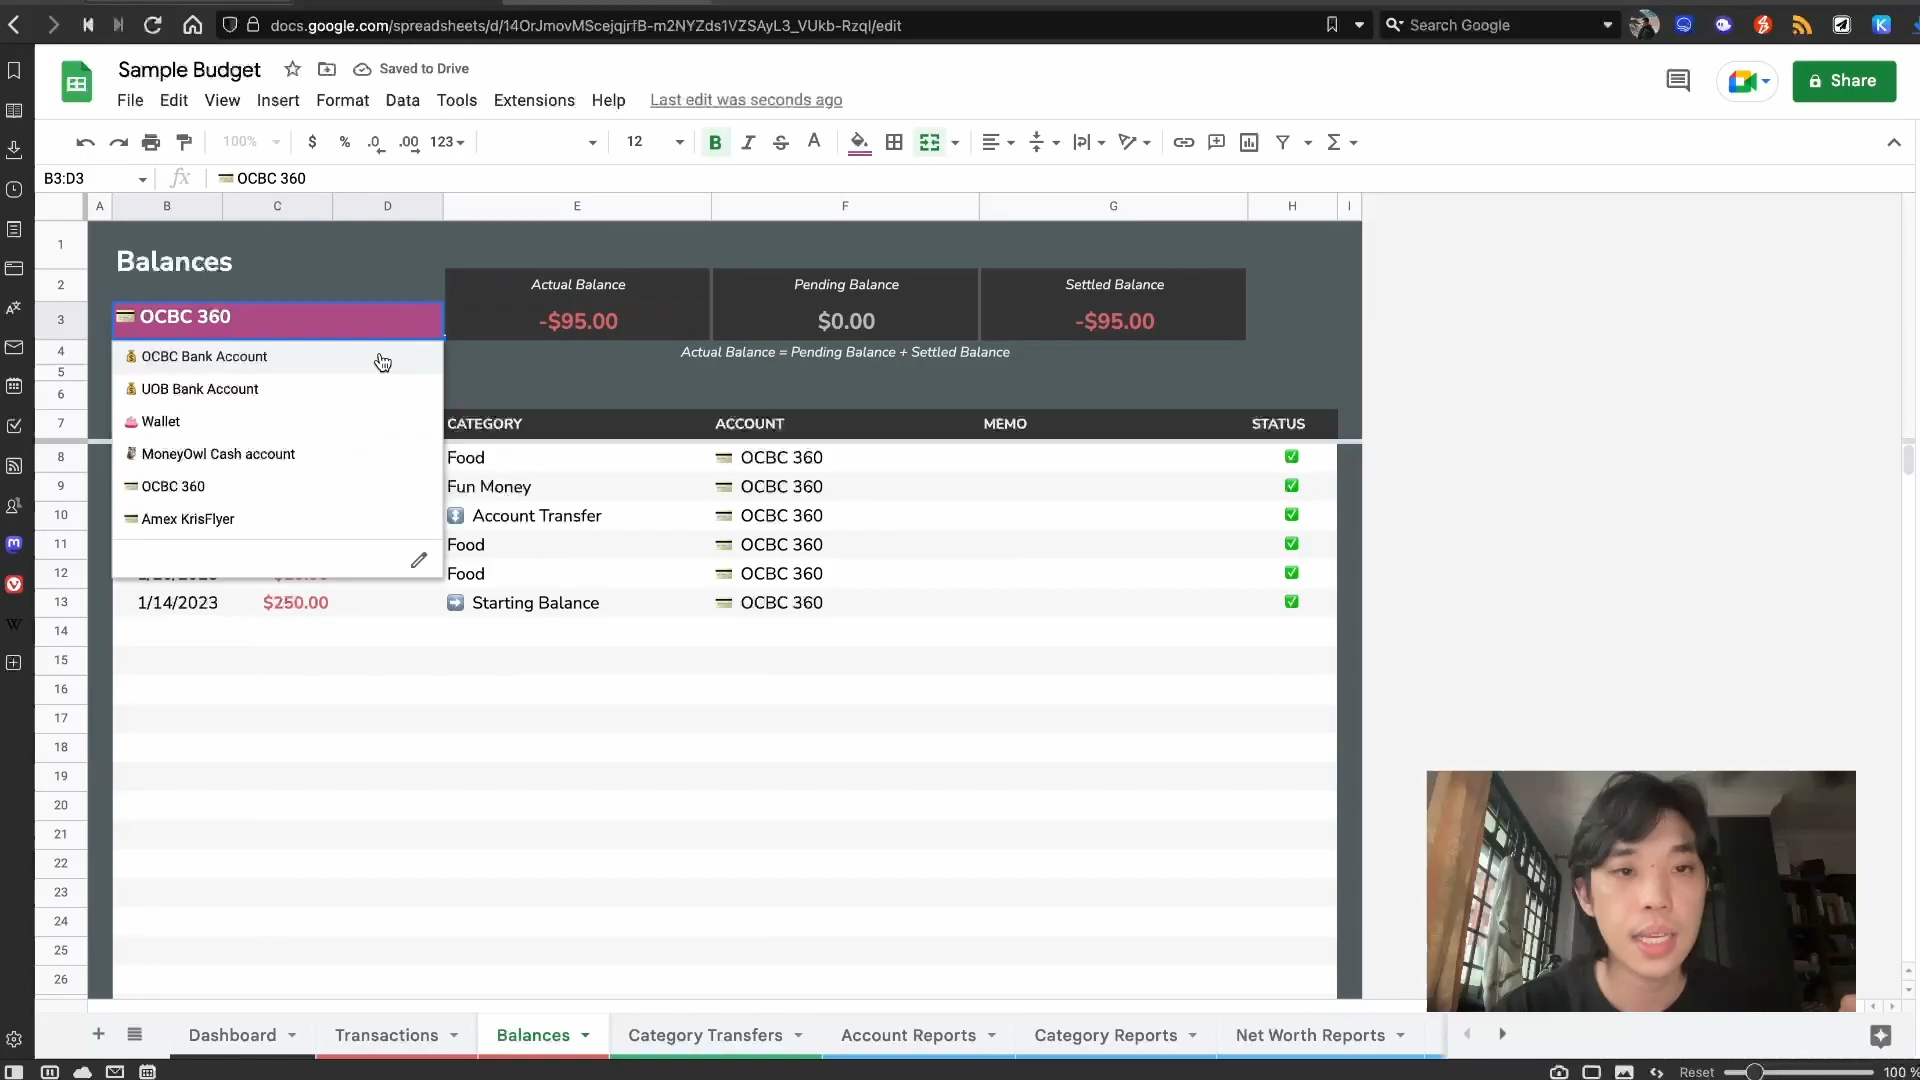 docs.google.com/spreadsheets/d/14OrJmovMScejqjrfB-m2NYZds1VZSAyL3_VUkb-Rzql/edit
Search Google
Sample Budget
Saved to Drive
File Edit View Insert Format Data Tools Extensions Help Last edit was seconds ago
Share
100% $ % .0 .00 123 12 B I S A
B3:D3 fx OCBC 360
A B C D E F G H I
1 Balances
2 Actual Balance Pending Balance Settled Balance
3 OCBC 360 -$95.00 $0.00 -$95.00
4 Actual Balance = Pending Balance + Settled Balance
5
6
OCBC Bank Account
UOB Bank Account
Wallet
MoneyOwl Cash account
OCBC 360
Amex KrisFlyer
7 CATEGORY ACCOUNT MEMO STATUS
8 Food OCBC 360
9 Fun Money OCBC 360
10 Account Transfer OCBC 360
11 Food OCBC 360
12 Food OCBC 360
13 1/14/2023 $250.00 Starting Balance OCBC 360
14
15
16
17
18
19
20
21
22
23
24
25
26
Dashboard Transactions Balances Category Transfers Account Reports Category Reports Net Worth Reports
Reset 100 %